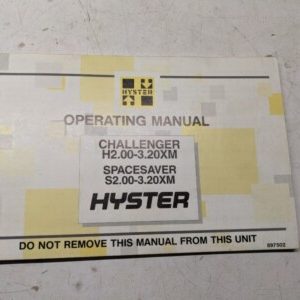 HYSTER
OPERATING MANUAL
CHALLENGER
H2.00-3.20XM
SPACESAVER
S2.00-3.20XM
HYSTER
DO NOT REMOVE THIS MANUAL FROM THIS UNIT
897502